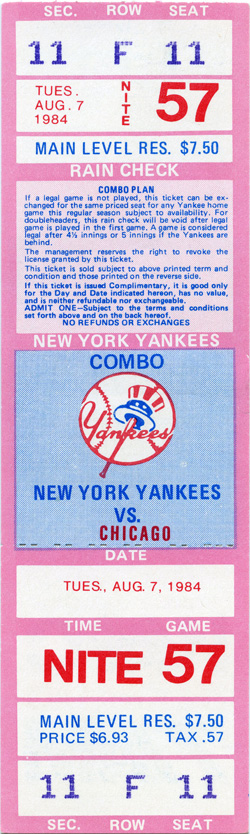 SEC. ROW SEAT
11 F 11
TUES.
AUG. 7
1984
NITE
57
MAIN LEVEL RES. $7.50
RAIN CHECK
COMBO PLAN
If a legal game is not played, this ticket can be ex-
changed for the same priced seat for any Yankee home
game this regular season subject to availability. For
doubleheaders, this rain check will be void after legal
game is played in the first game. A game is considered
legal after 4½ innings or 5 innings if the Yankees are
behind.
The management reserves the right to revoke the
license granted by this ticket.
This ticket is sold subject to above printed term and
condition and those printed on the reverse side.
If this ticket is issued Complimentary, it is good only
for the Day and Date indicated hereon, has no value,
and is neither refundable nor exchangeable.
ADMIT ONE—Subject to the terms and conditions
set forth above and on the back hereof.
NO REFUNDS OR EXCHANGES
NEW YORK YANKEES
COMBO
Yankees
NEW YORK YANKEES
VS.
CHICAGO
DATE
TUES., AUG. 7, 1984
TIME GAME
NITE 57
MAIN LEVEL RES. $7.50
PRICE $6.93 TAX .57
11 F 11
SEC. ROW SEAT